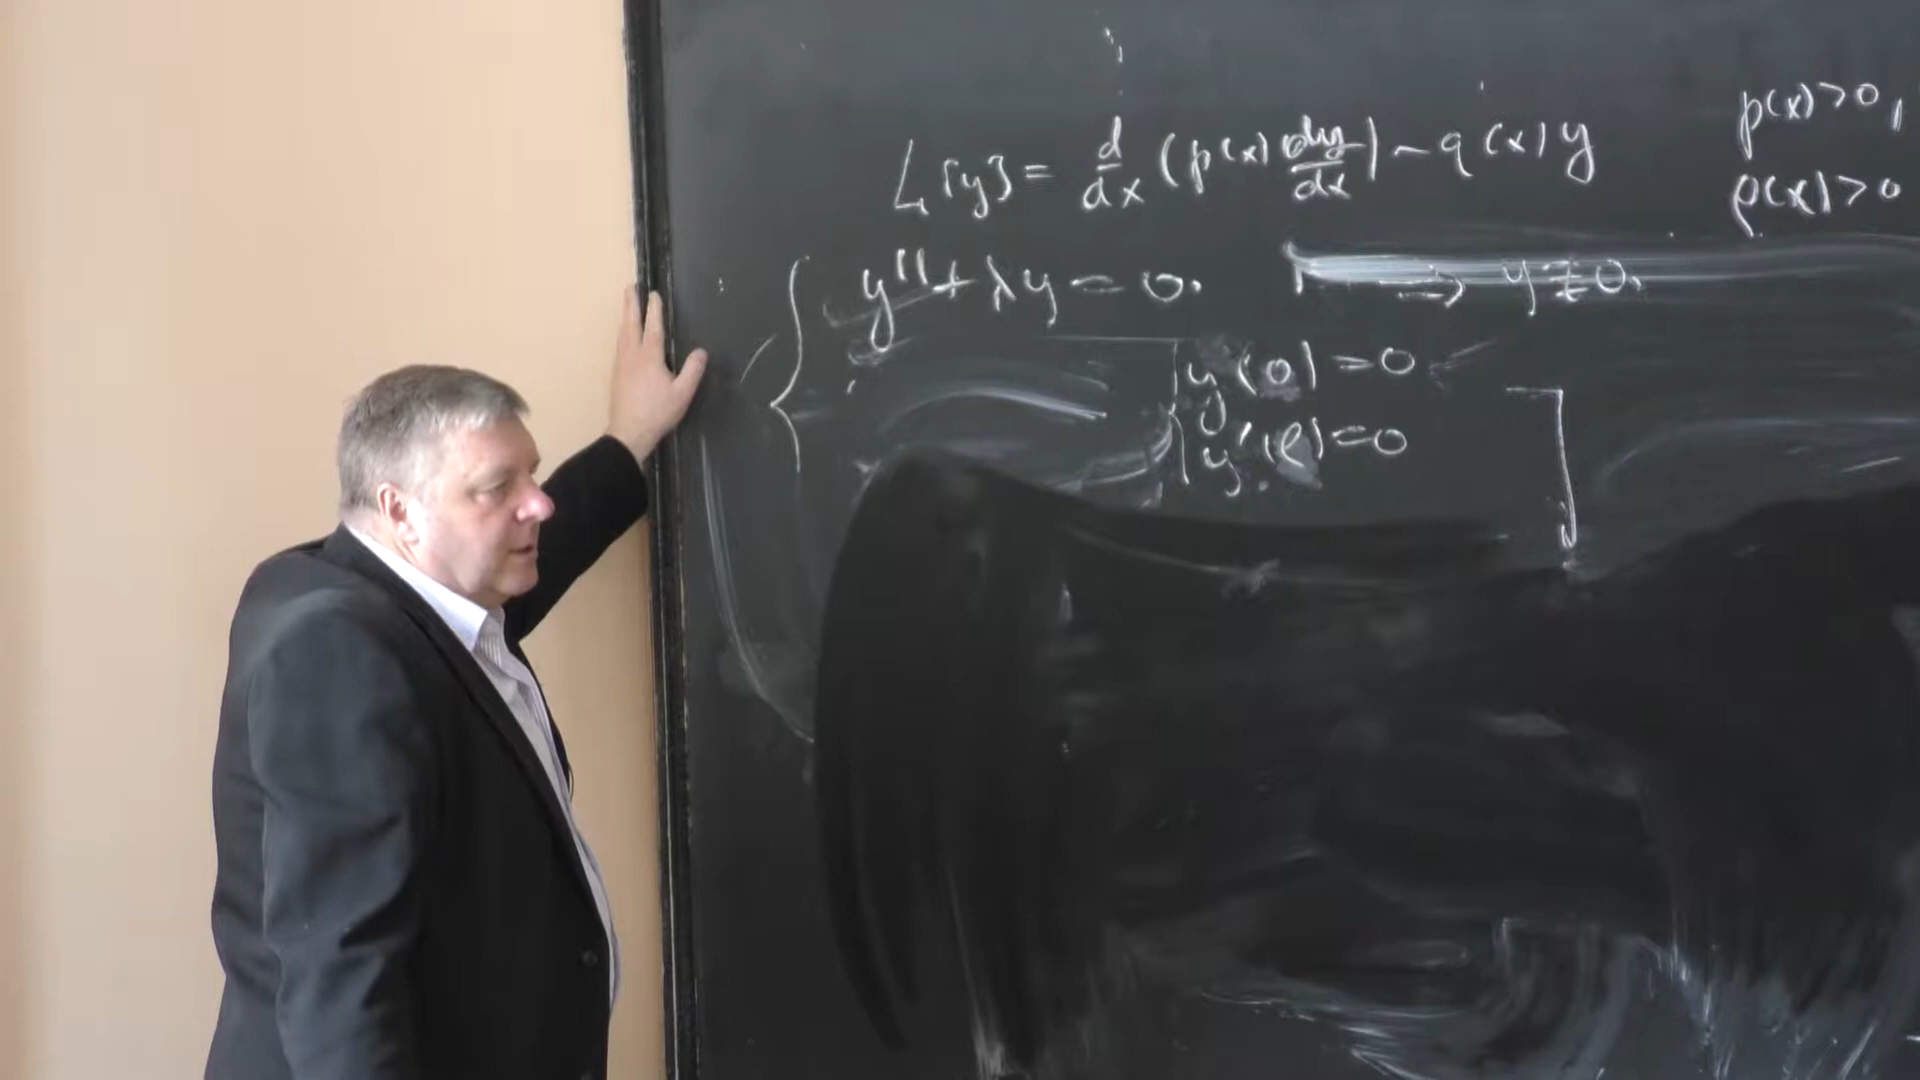 L[y] = d/dx (p(x) dy/dx) - q(x) y
p(x) > 0,
ρ(x) > 0
y'' + λy = 0. ⇒ y ≢ 0.
y(0) = 0
y'(ℓ) = 0